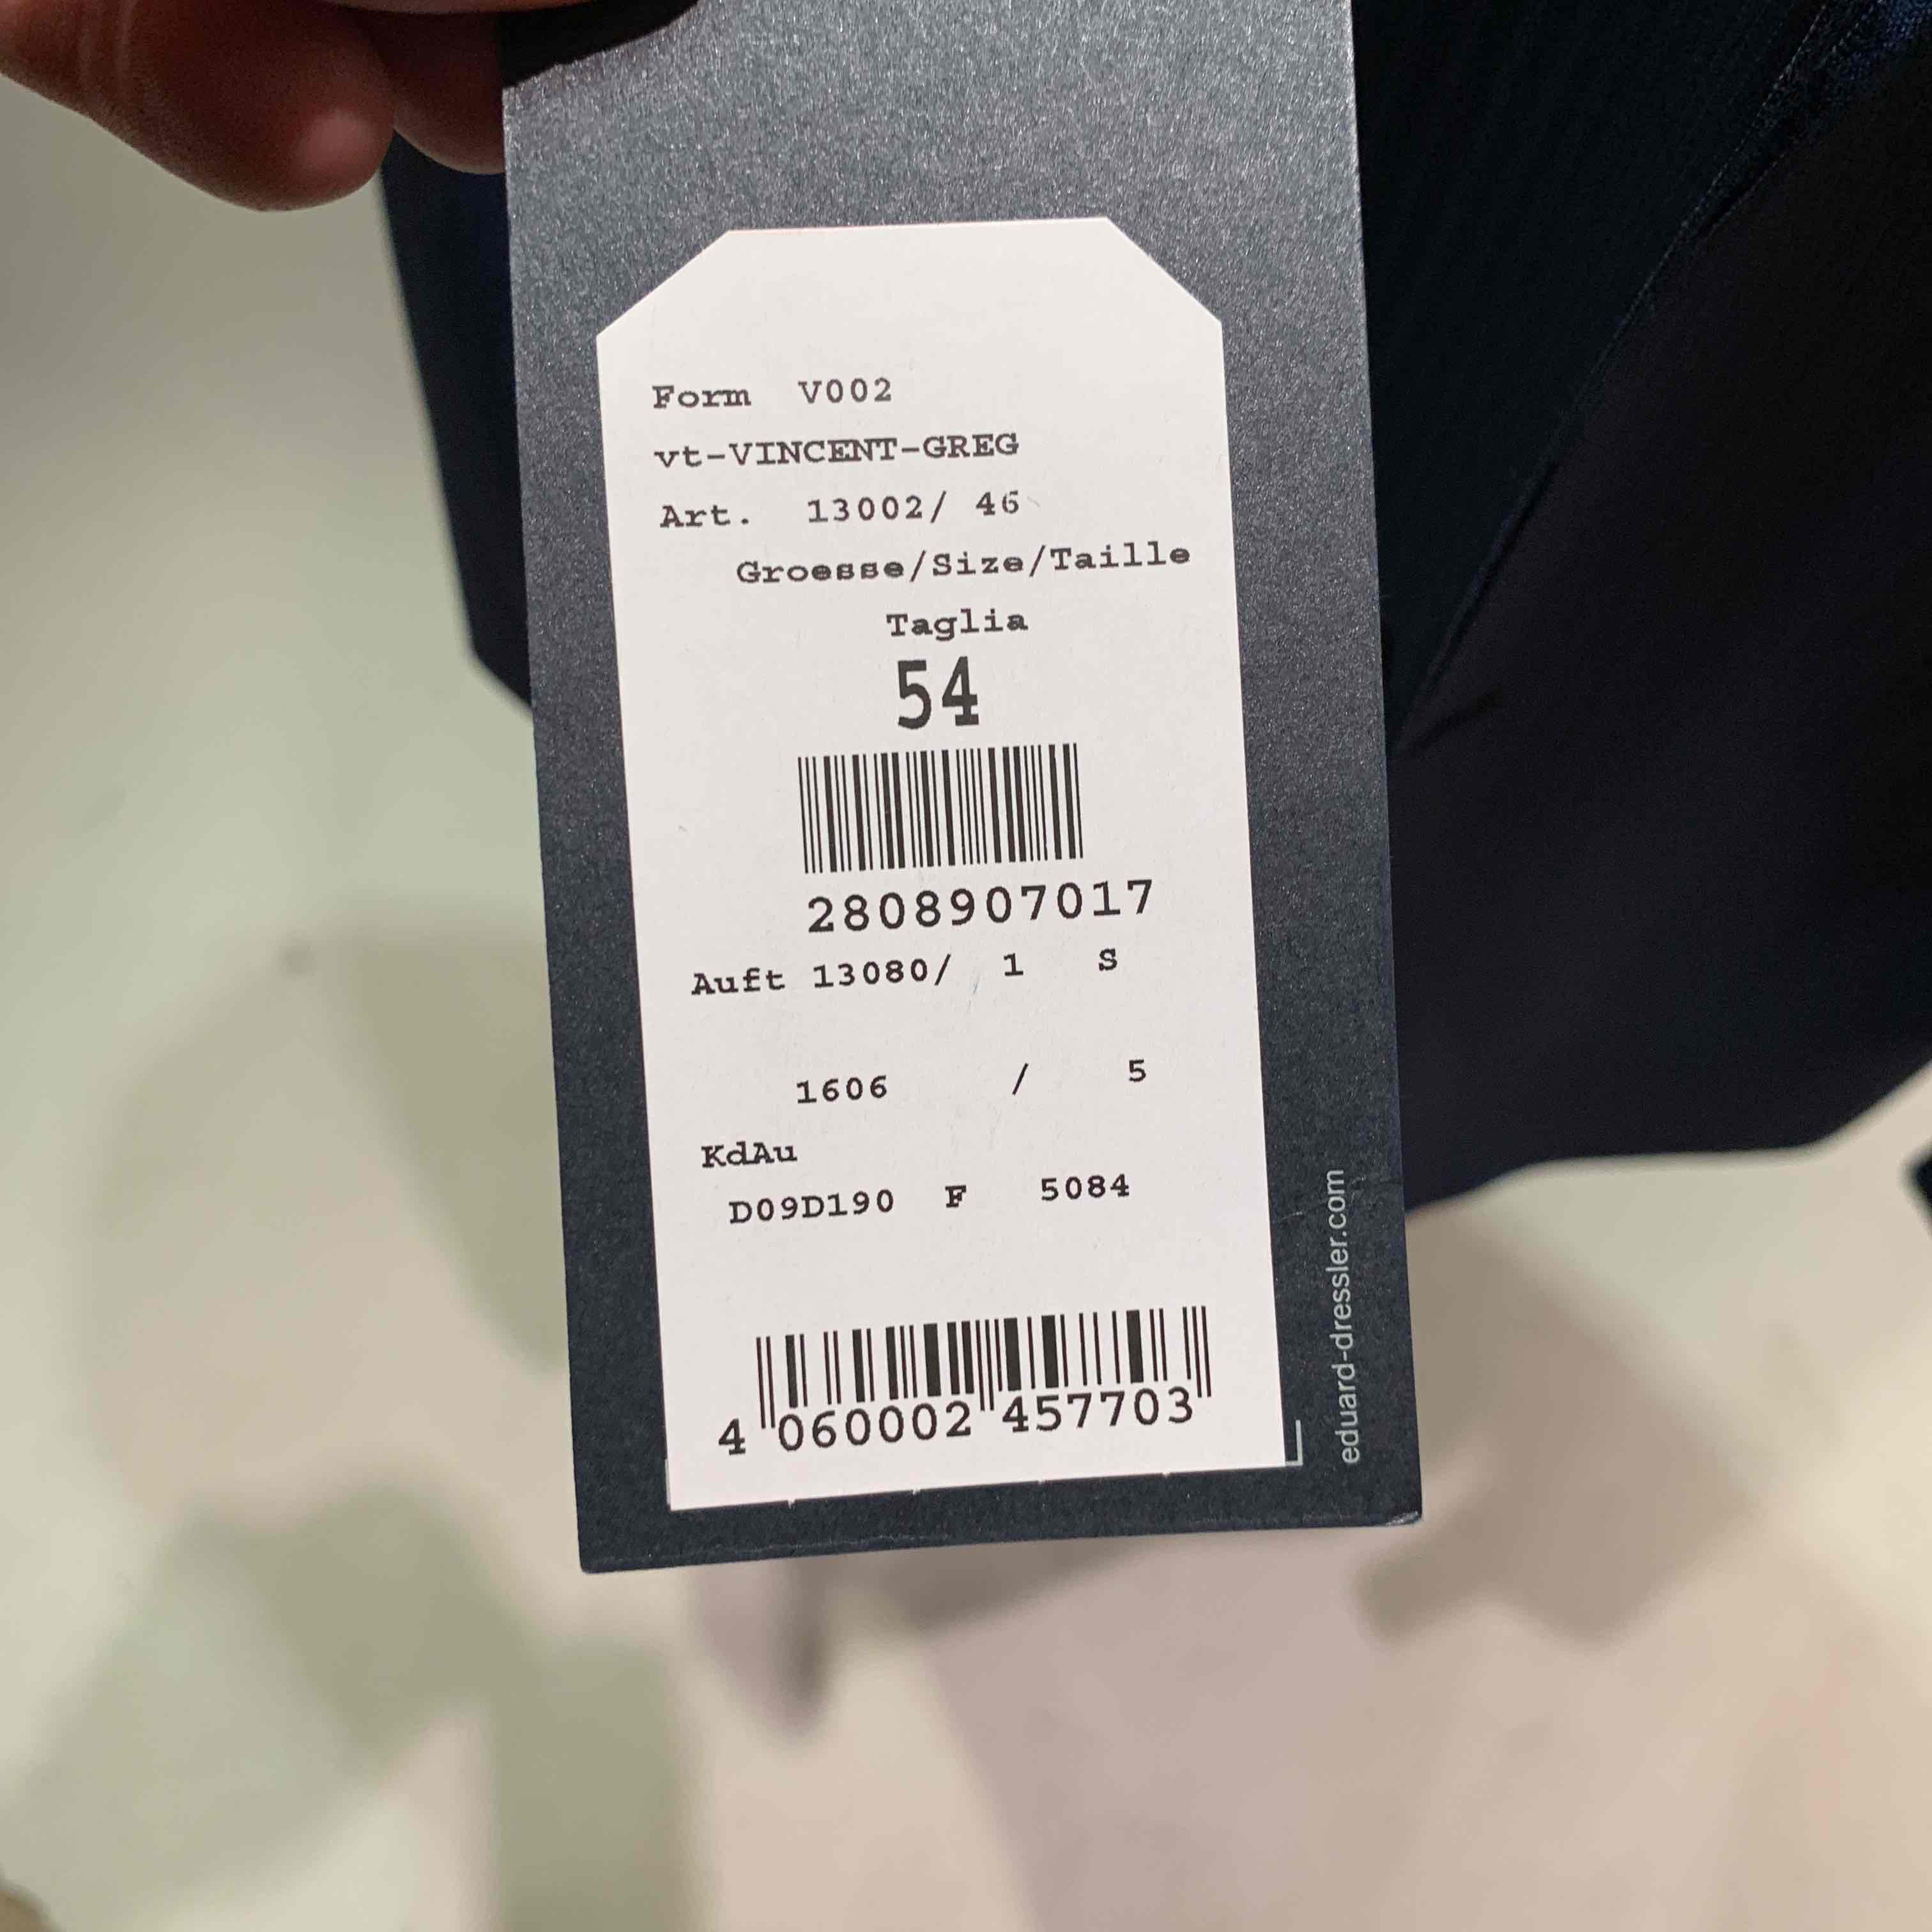 Form V002
vt-VINCENT-GREG
Art. 13002/ 46
Groesse/Size/Taille
Taglia
54
2808907017
Auft 13080/ 1 S
1606 / 5
KdAu
D09D190 F 5084
4 060002 457703
eduard-dressler.com